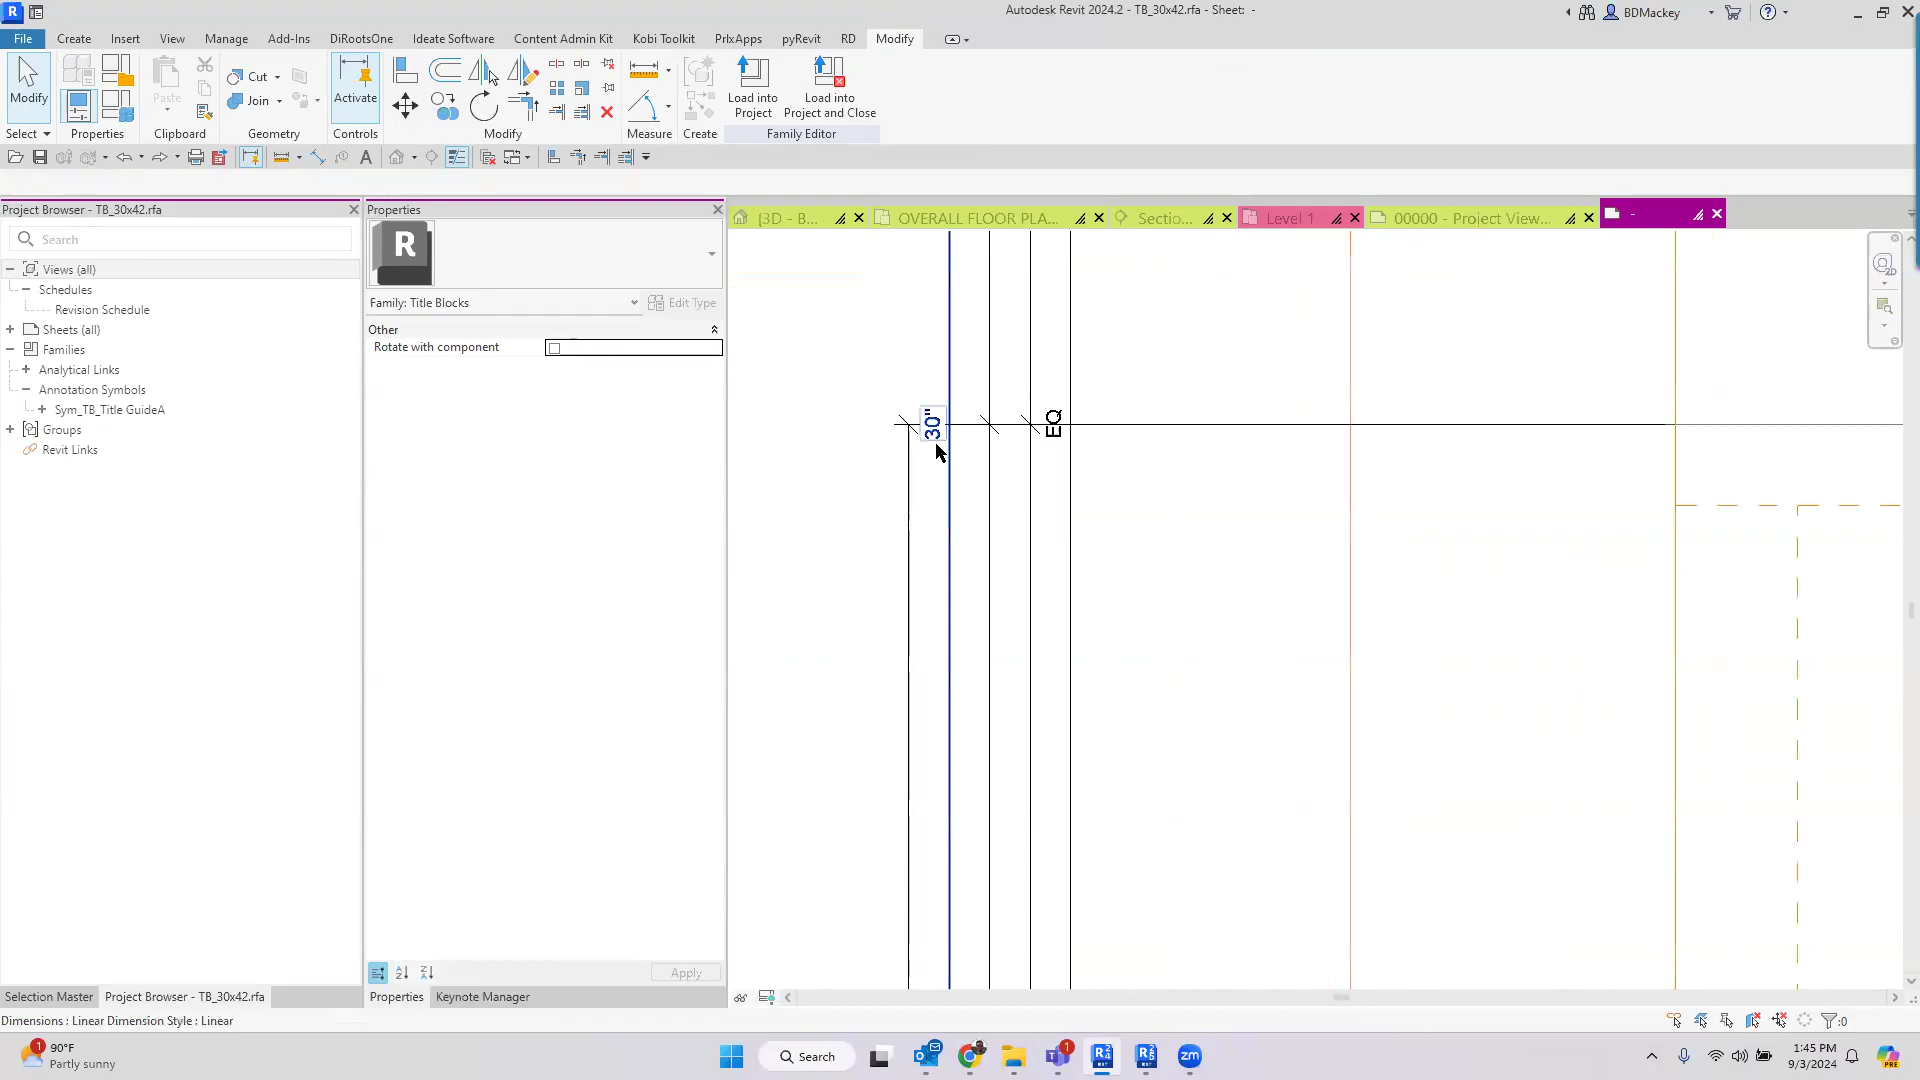 Autodesk Revit 2024.2 - TB_30x42.rfa - Sheet: -
BDMackey
File Create Insert View Manage Add-Ins DiRootsOne Ideate Software Content Admin Kit Kobi Toolkit PrlxApps pyRevit RD Modify
Modify
Paste
Cut
Join
Activate
Load into Project
Load into Project and Close
Select Properties Clipboard Geometry Controls Modify Measure Create Family Editor
Project Browser - TB_30x42.rfa
Search
Views (all)
Schedules
Revision Schedule
Sheets (all)
Families
Analytical Links
Annotation Symbols
Sym_TB_Title GuideA
Groups
Revit Links
Properties
R
Family: Title Blocks
Edit Type
Other
Rotate with component
Apply
{3D - B...
OVERALL FLOOR PLA...
Sectio...
Level 1
00000 - Project View...
-
2D
30"
EQ
Selection Master
Project Browser - TB_30x42.rfa
Properties
Keynote Manager
Dimensions : Linear Dimension Style : Linear
:0
1
90°F
Partly sunny
Search
1
zm
1:45 PM
9/3/2024
PRE